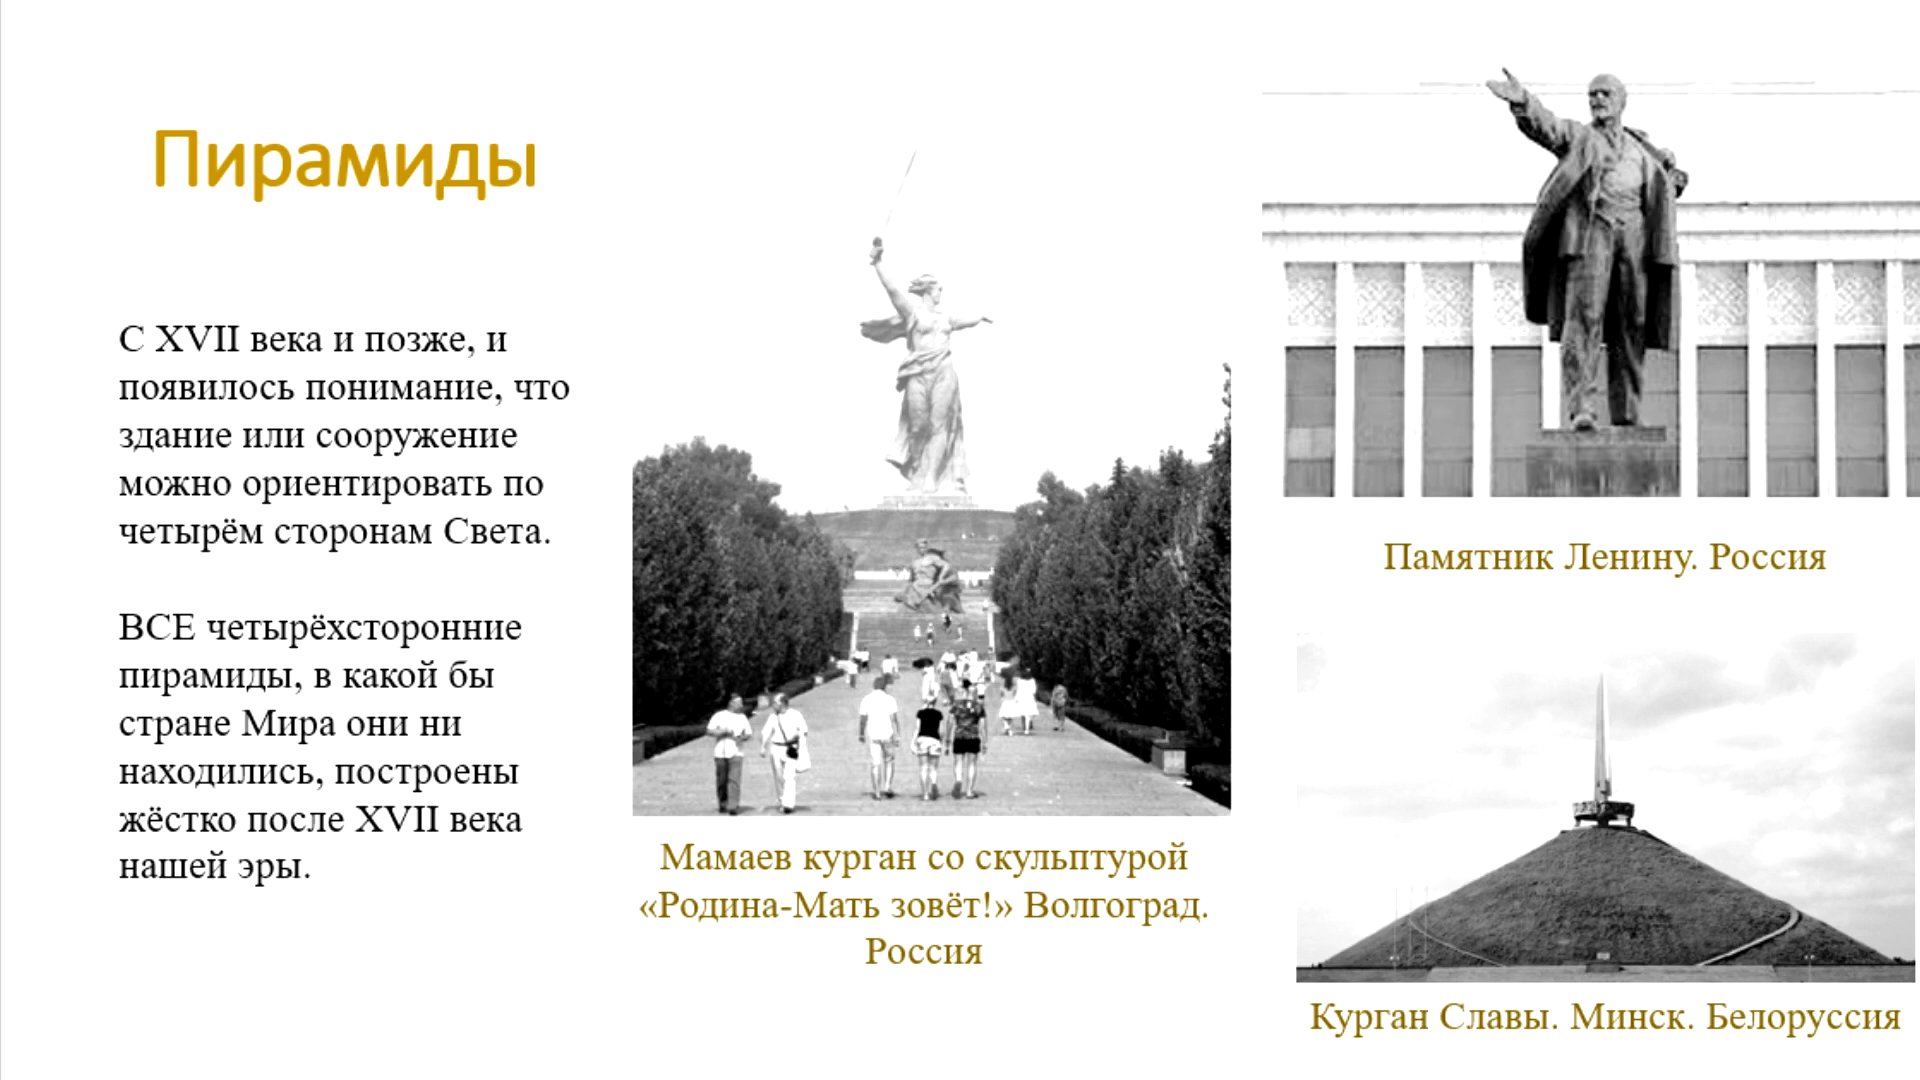 Пирамиды
С XVII века и позже, и
появилось понимание, что
здание или сооружение
можно ориентировать по
четырём сторонам Света.
ВСЕ четырёхсторонние
пирамиды, в какой бы
стране Мира они ни
находились, построены
жёстко после XVII века
нашей эры.
Мамаев курган со скульптурой
«Родина-Мать зовёт!» Волгоград.
Россия
Памятник Ленину. Россия
Курган Славы. Минск. Белоруссия